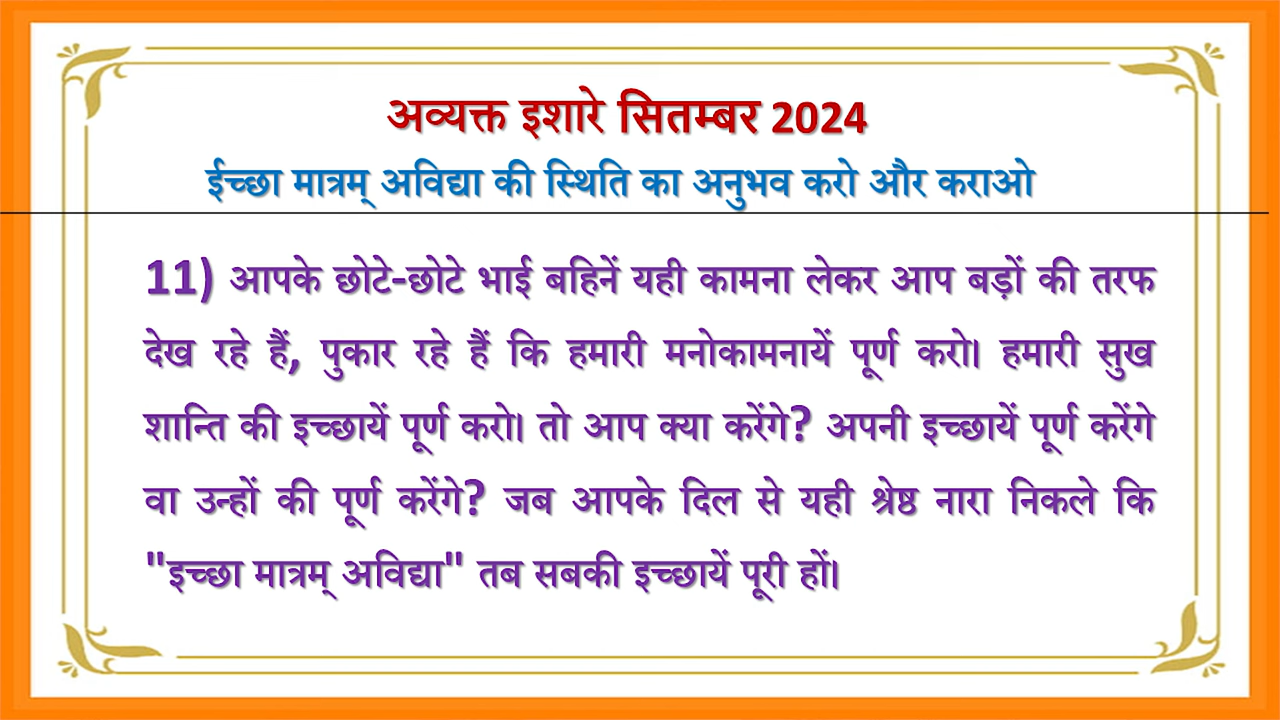 अव्यक्त इशारे सितम्बर 2024
ईच्छा मात्रम् अविद्या की स्थिति का अनुभव करो और कराओ
11) आपके छोटे-छोटे भाई बहिनें यही कामना लेकर आप बड़ों की तरफ
देख रहे हैं, पुकार रहे हैं कि हमारी मनोकामनायें पूर्ण करो। हमारी सुख
शान्ति की इच्छायें पूर्ण करो। तो आप क्या करेंगे? अपनी इच्छायें पूर्ण करेंगे
वा उन्हों की पूर्ण करेंगे? जब आपके दिल से यही श्रेष्ठ नारा निकले कि
"इच्छा मात्रम् अविद्या" तब सबकी इच्छायें पूरी हों।